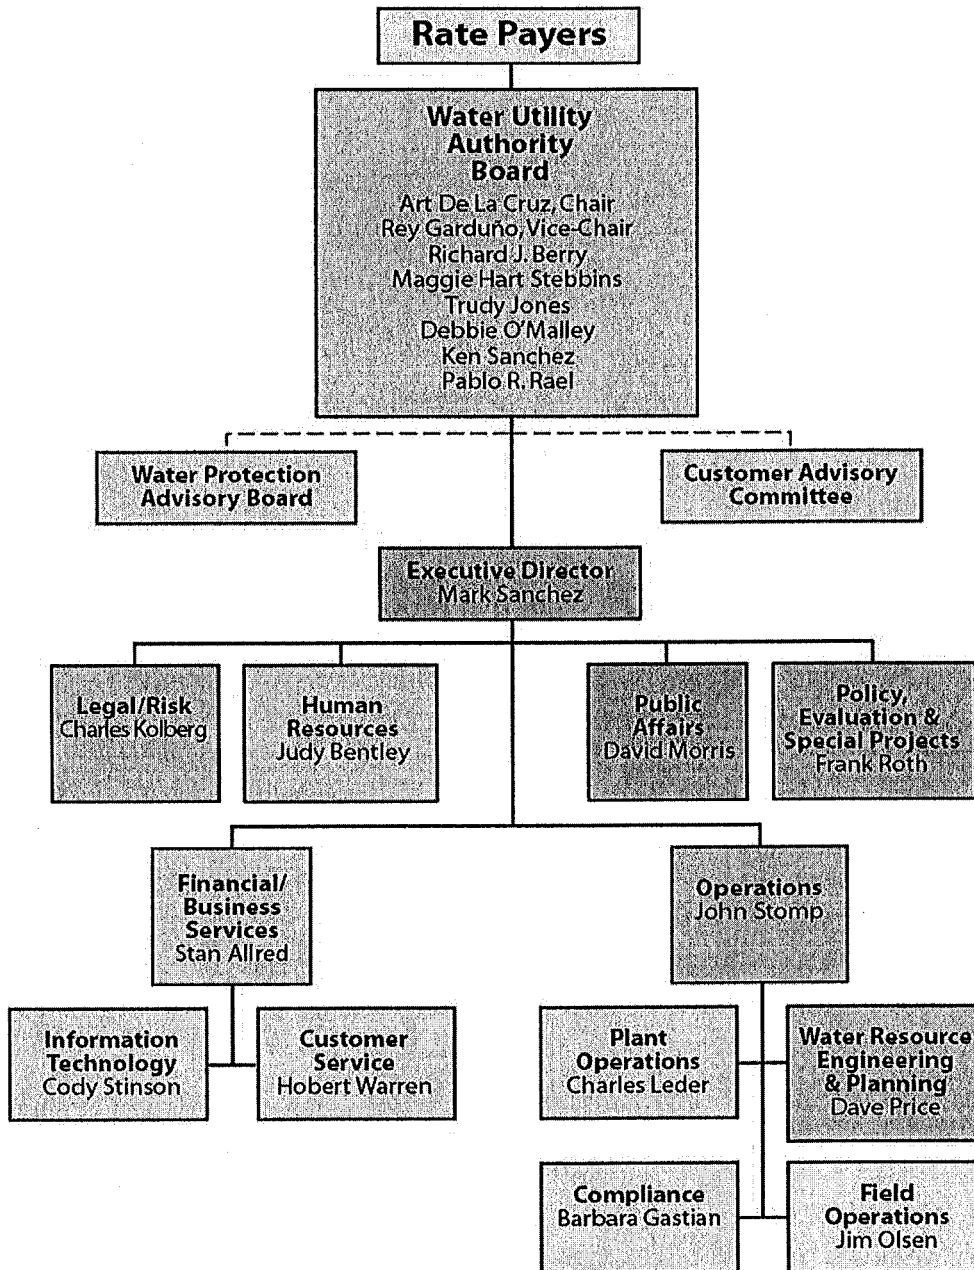 Rate Payers
Water Utility
Authority
Board
Art De La Cruz, Chair
Rey Garduño, Vice-Chair
Richard J. Berry
Maggie Hart Stebbins
Trudy Jones
Debbie O'Malley
Ken Sanchez
Pablo R. Rael
Water Protection
Advisory Board
Customer Advisory
Committee
Executive Director
Mark Sanchez
Legal/Risk
Charles Kolberg
Human
Resources
Judy Bentley
Public
Affairs
David Morris
Policy,
Evaluation &
Special Projects
Frank Roth
Financial/
Business
Services
Stan Allred
Operations
John Stomp
Information
Technology
Cody Stinson
Customer
Service
Hobert Warren
Plant
Operations
Charles Leder
Water Resource
Engineering
& Planning
Dave Price
Compliance
Barbara Gastian
Field
Operations
Jim Olsen